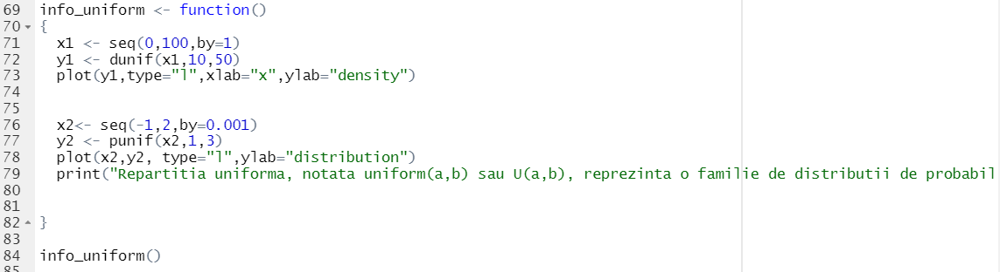 69 info_uniform <- function()
70 {
71 x1 <- seq(0,100,by=1)
72 y1 <- dunif(x1,10,50)
73 plot(y1,type="l",xlab="x",ylab="density")
74
75
76 x2<- seq(-1,2,by=0.001)
77 y2 <- punif(x2,1,3)
78 plot(x2,y2, type="l",ylab="distribution")
79 print("Repartitia uniforma, notata uniform(a,b) sau U(a,b), reprezinta o familie de distributii de probabil
80
81
82 }
83
84 info_uniform()
85